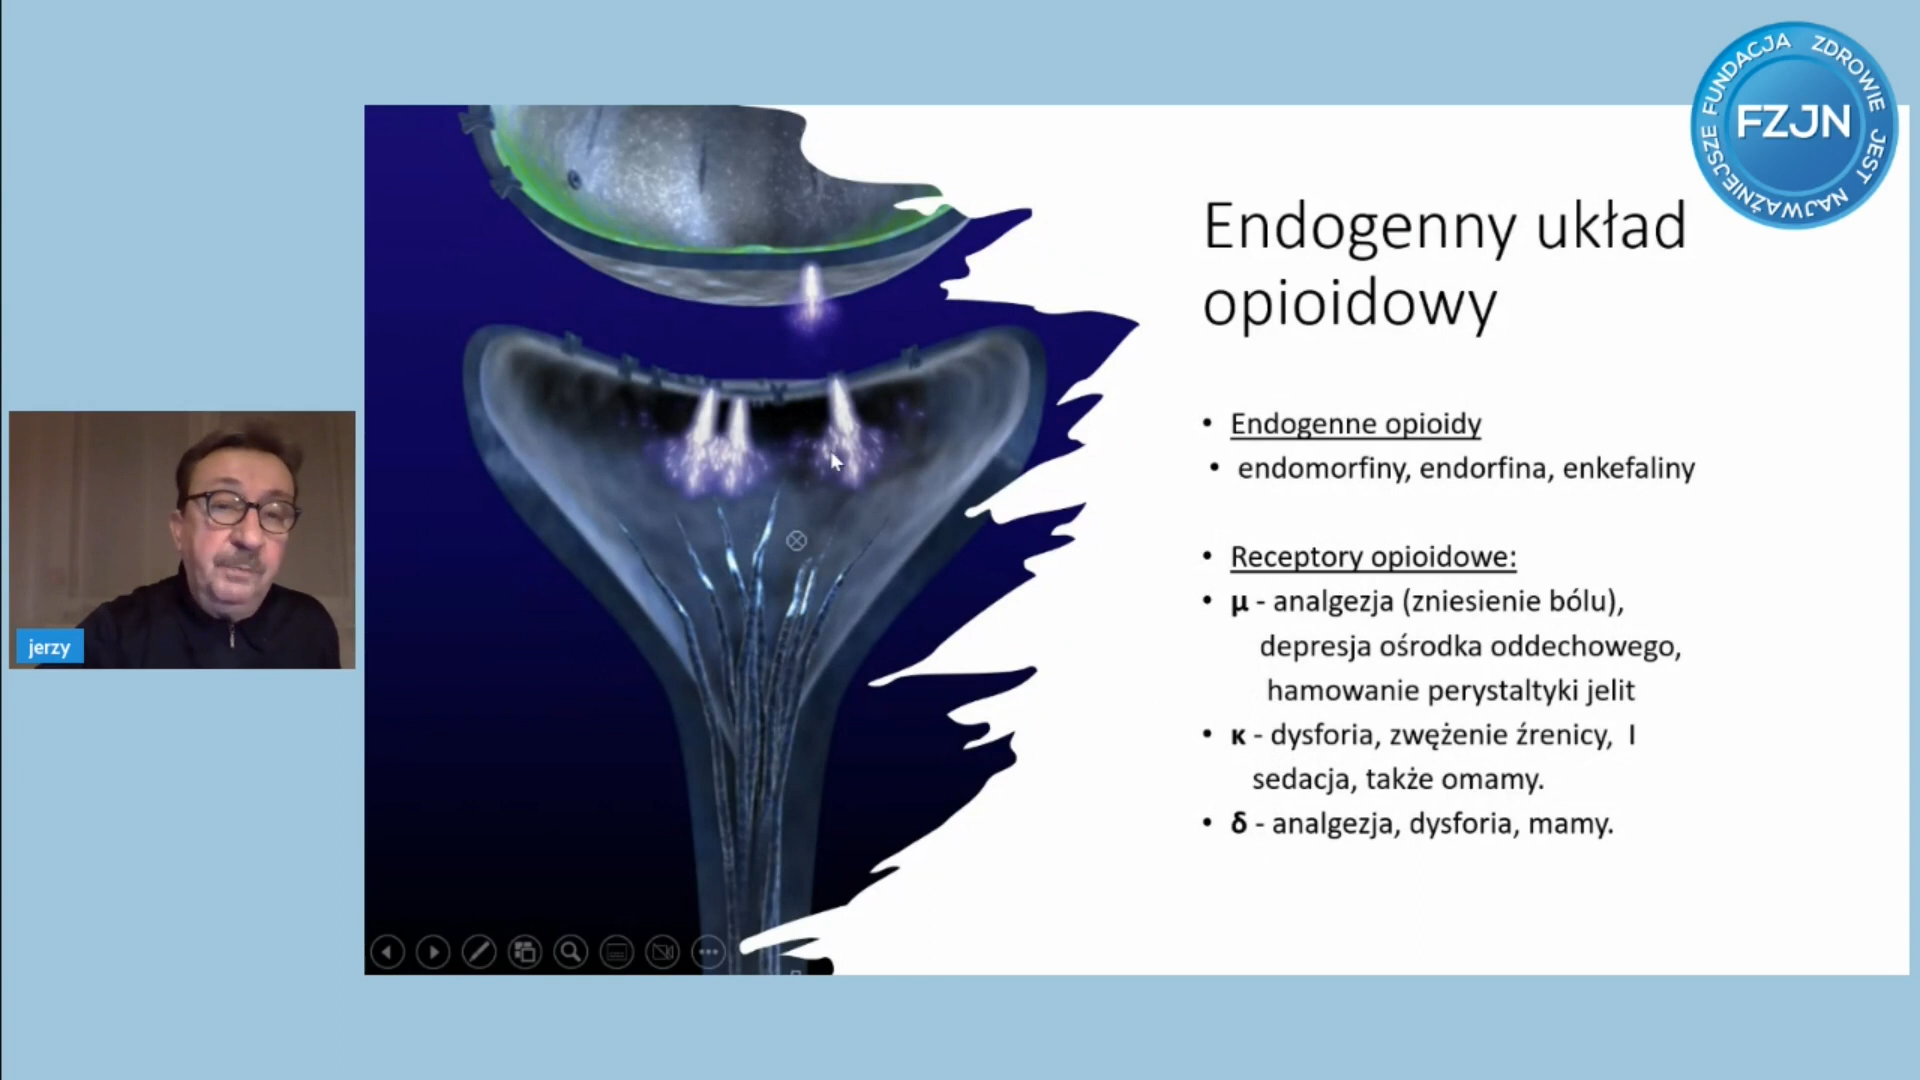 FUNDACJA ZDROWIE JEST NAJWAŻNIEJSZE
FZJN
Endogenny układ
opioidowy
• Endogenne opioidy
• endomorfiny, endorfina, enkefaliny
• Receptory opioidowe:
• μ - analgezja (zniesienie bólu),
depresja ośrodka oddechowego,
hamowanie perystaltyki jelit
• κ - dysforia, zwężenie źrenicy, I
sedacja, także omamy.
• δ - analgezja, dysforia, mamy.
jerzy